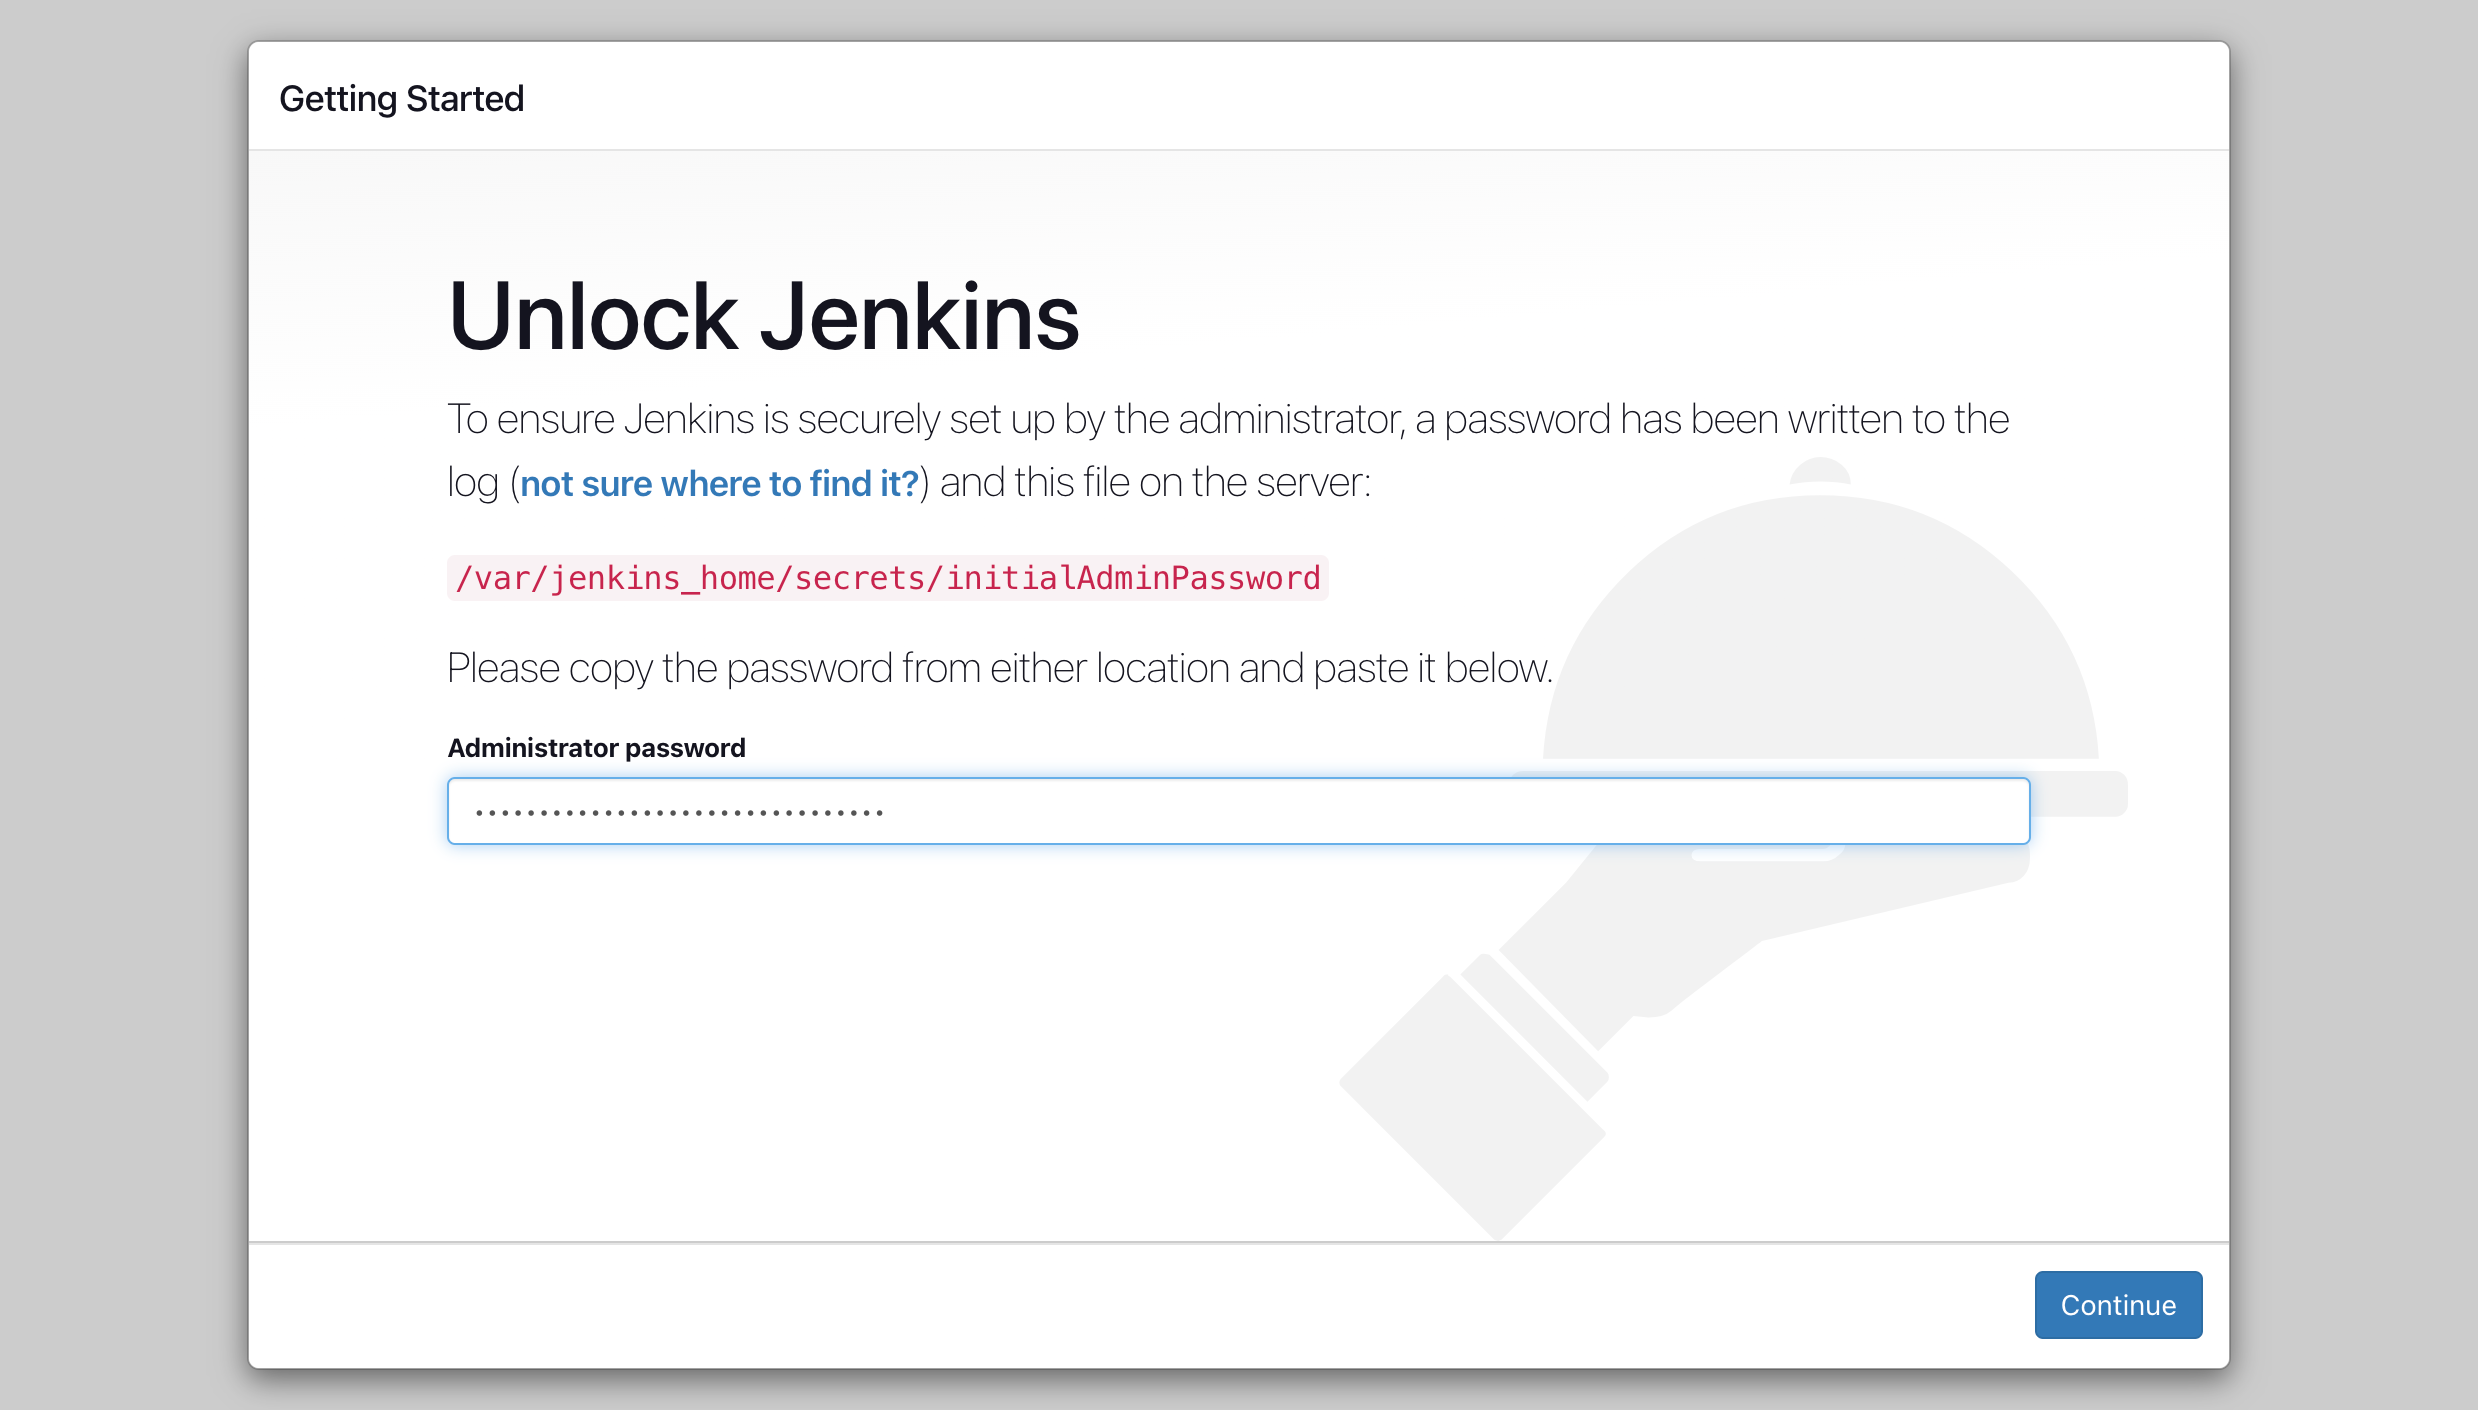 Getting Started
Unlock Jenkins
To ensure Jenkins is securely set up by the administrator, a password has been written to the
log (not sure where to find it?) and this file on the server:
/var/jenkins_home/secrets/initialAdminPassword
Please copy the password from either location and paste it below.
Administrator password
••••••••••••••••••••••••••••••••
Continue